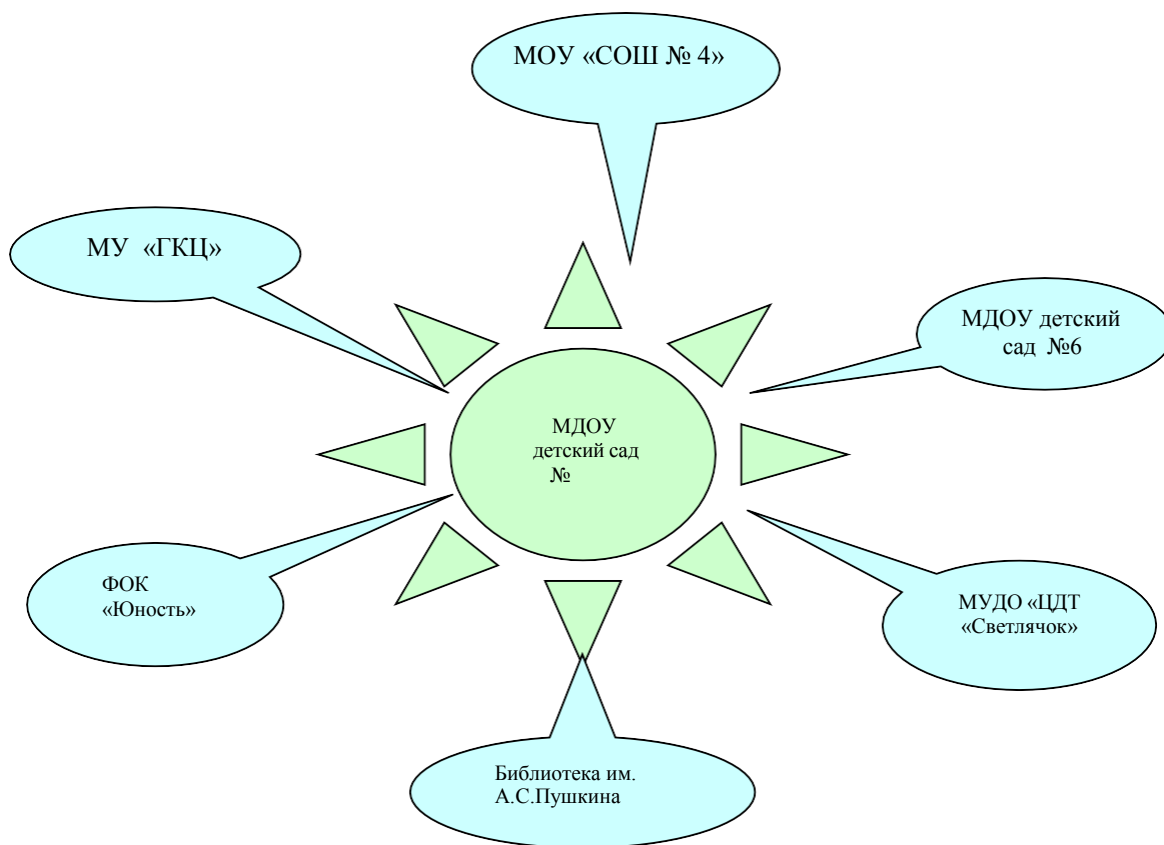 МОУ «СОШ № 4»
МУ «ГКЦ»
МДОУ детский
сад №6
МДОУ
детский сад
№
ФОК
«Юность»
МУДО «ЦДТ
«Светлячок»
Библиотека им.
А.С.Пушкина